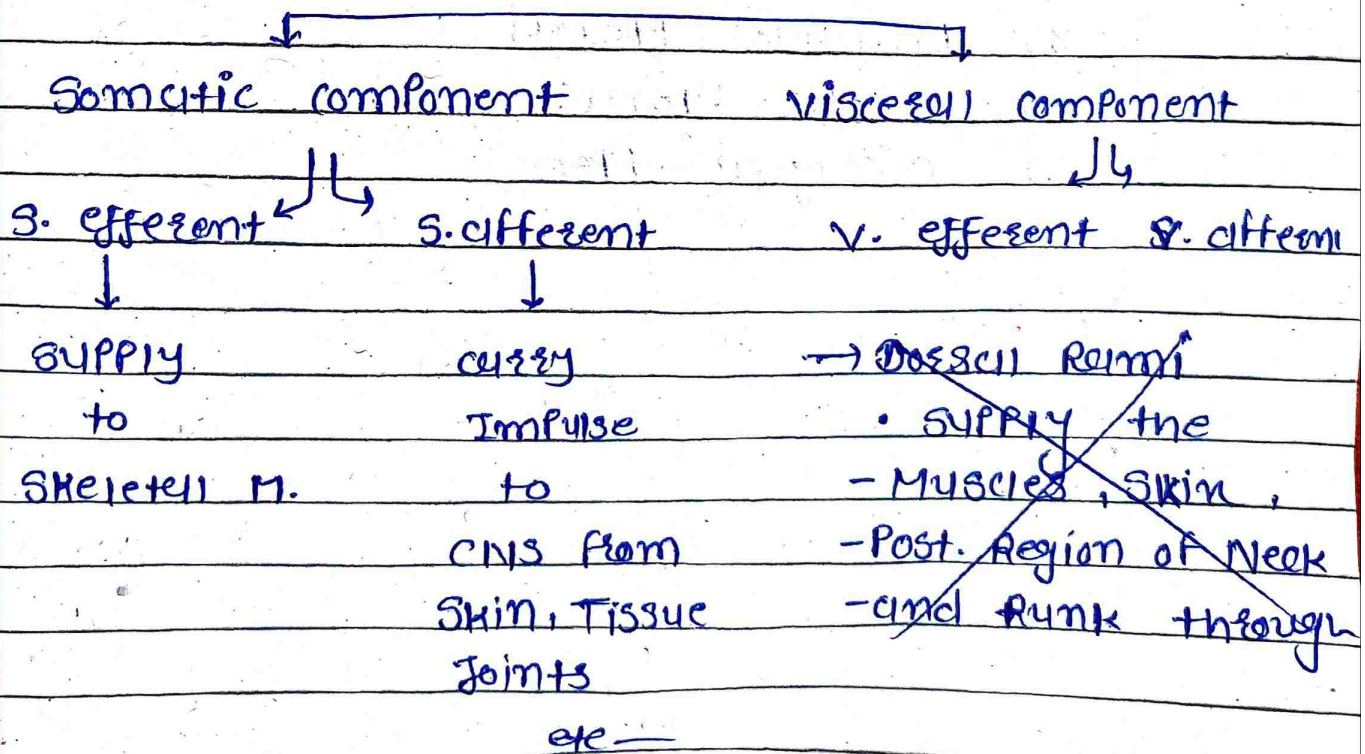 Somatic component visceral component
S. efferent S. afferent V. efferent V. affern
supply carry → Dorsal Rami
to Impulse • supply the
Skeletal M. to - Muscles, Skin,
CNS from - Post. Region of Neck
Skin, Tissue - and Runk through
Joints
etc —